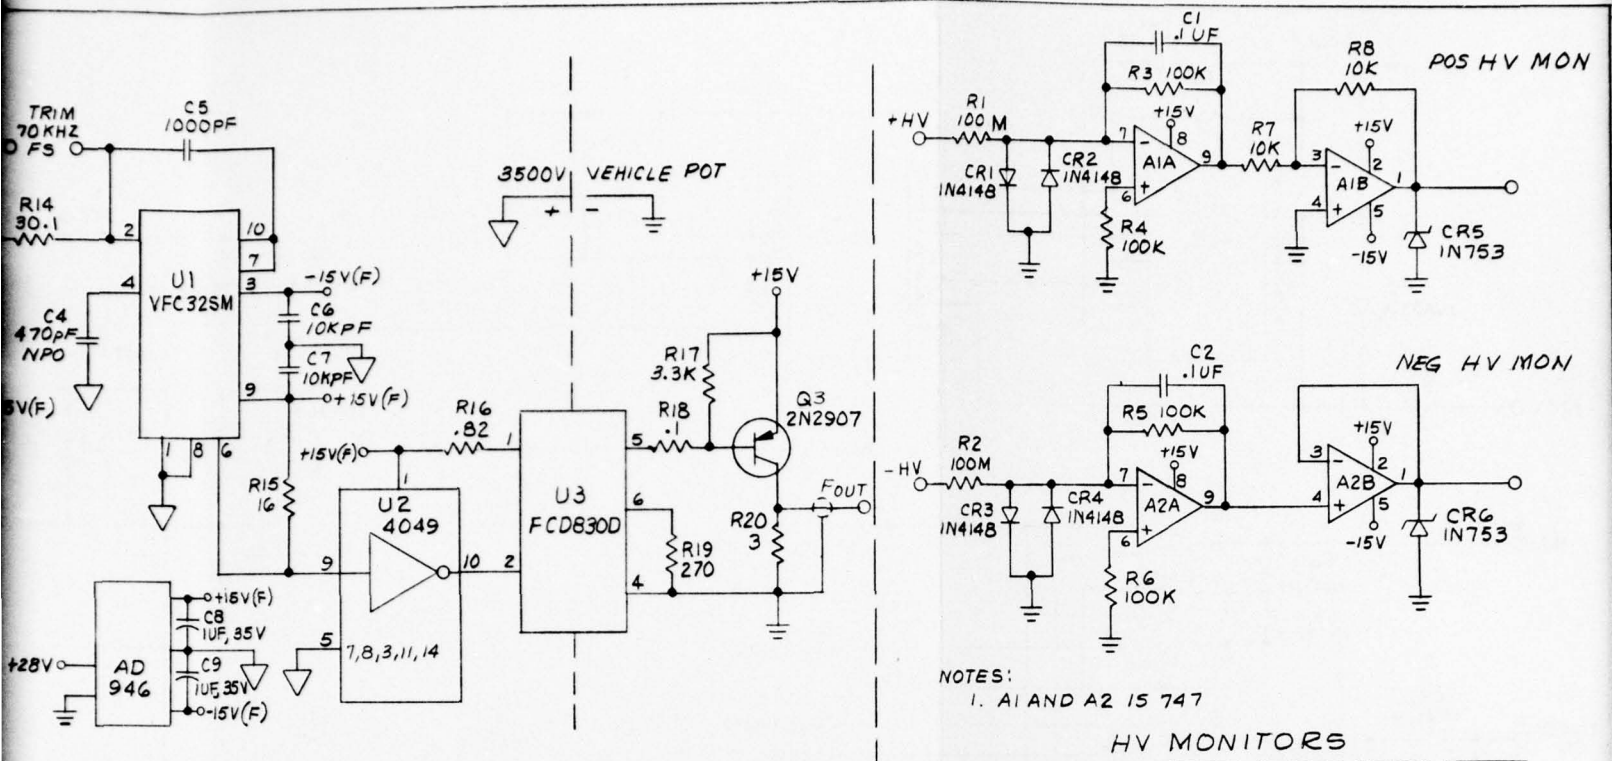 TRIM
70 KHZ
FS
C5
1000PF
R14
30.1
2
10
7
4
3
U1
VFC32SM
C4
470pF
NPO
-15V(F)
C6
10KPF
C7
10KPF
9
+15V(F)
5V(F)
1
8
6
R15
16
3500V
VEHICLE POT
+
-
+15V(F)
R16
.82
1
1
U2
4049
9
10
2
5
7,8,3,11,14
U3
FCD830D
5
6
4
+15V
R17
3.3K
R18
.1
Q3
2N2907
FOUT
R19
270
R20
3
+28V
AD
946
+15V(F)
C8
1UF, 35V
C9
1UF, 35V
-15V(F)
POS HV MON
+HV
R1
100M
CR1
1N4148
CR2
1N4148
C1
.1UF
R3 100K
+15V
7
8
-
A1A
9
+
6
R4
100K
R7
10K
R8
10K
+15V
3
2
-
A1B
1
4
+
5
-15V
CR5
1N753
NEG HV MON
-HV
R2
100M
CR3
1N4148
CR4
1N4148
C2
.1UF
R5 100K
+15V
7
8
-
A2A
9
+
6
R6
100K
+15V
3
2
-
A2B
1
4
+
5
-15V
CR6
1N753
NOTES:
1. A1 AND A2 IS 747
HV MONITORS